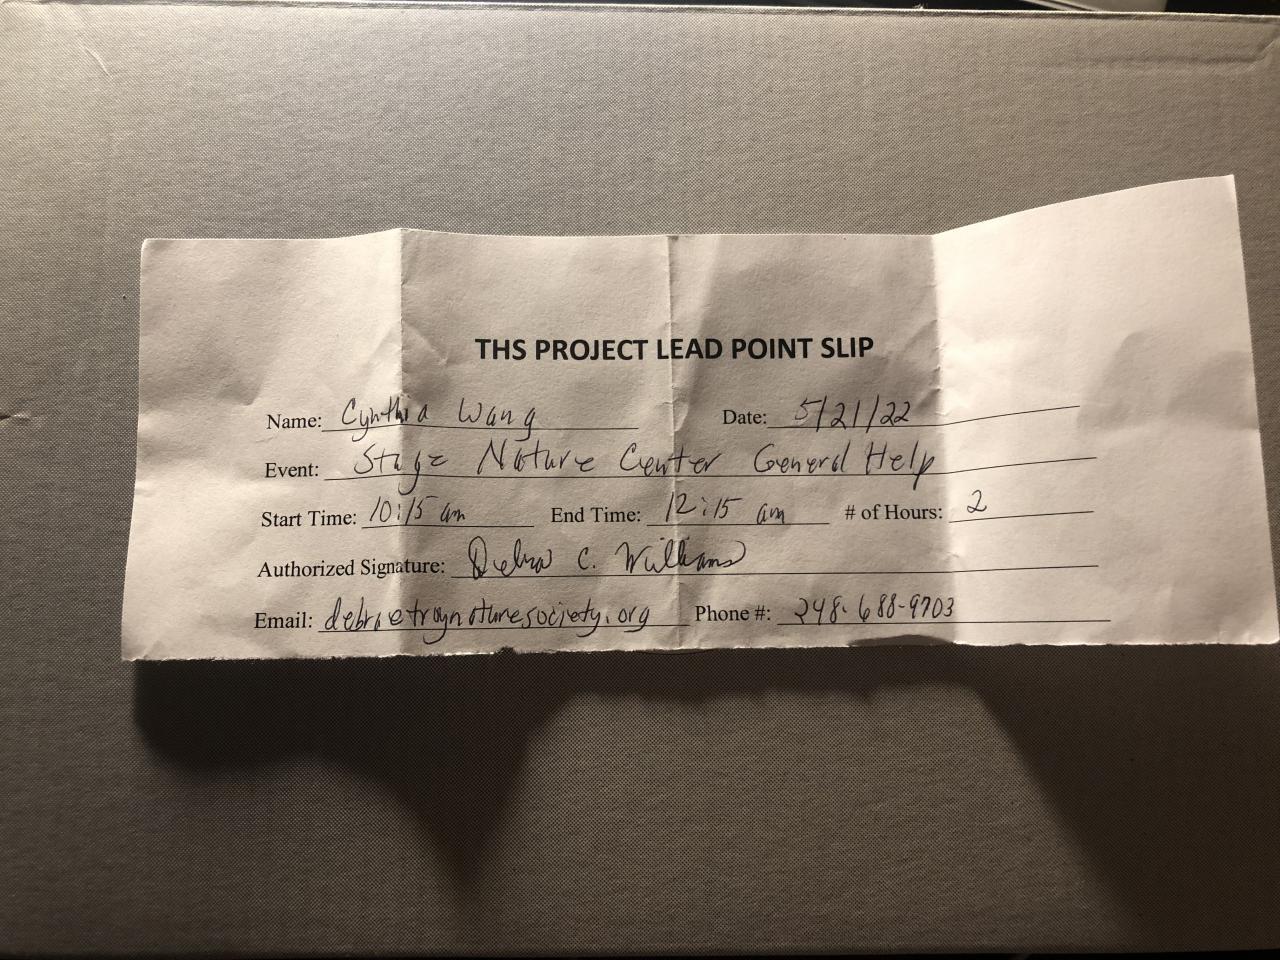 THS PROJECT LEAD POINT SLIP
Name: Cynthia Wang Date: 5/21/22
Event: Stage Nature Center General Help
Start Time: 10:15 am End Time: 12:15 am # of Hours: 2
Authorized Signature: Debra C. Williams
Email: debra@troynaturesociety.org Phone #: 248-688-9703